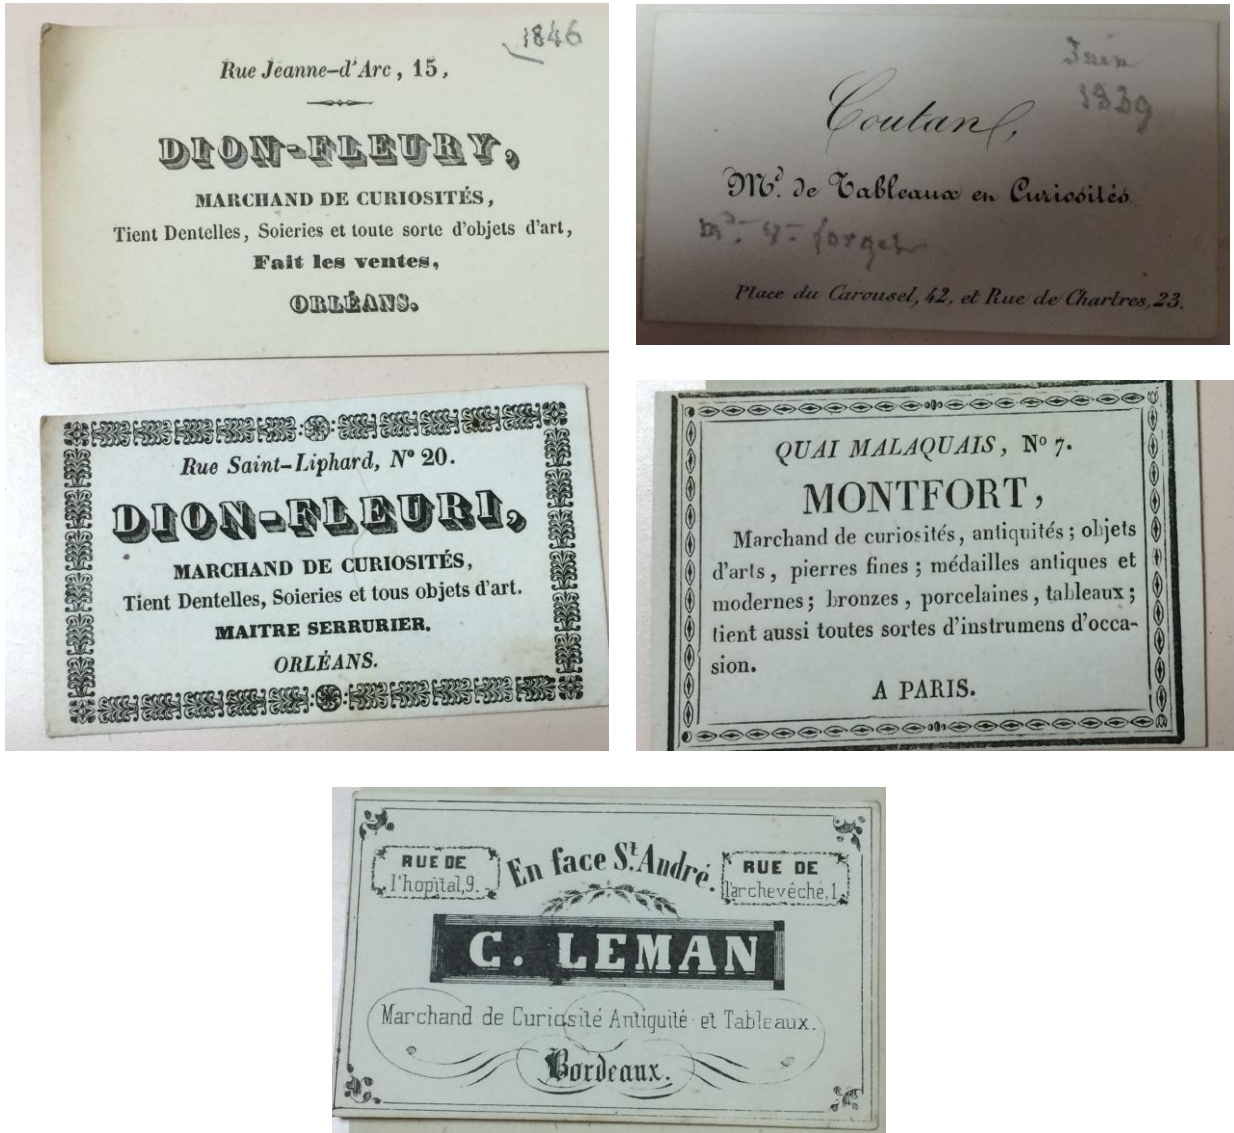 1846
Rue Jeanne-d'Arc, 15,
DION-FLEURY,
MARCHAND DE CURIOSITÉS,
Tient Dentelles, Soieries et toute sorte d'objets d'art,
Fait les ventes,
ORLÉANS.
Juin
1839
Coutan,
Md. de Tableaux en Curiosités.
Place du Carousel, 42, et Rue de Chartres, 23.
Rue Saint-Liphard, No 20.
DION-FLEURI,
MARCHAND DE CURIOSITÉS,
Tient Dentelles, Soieries et tous objets d'art.
MAITRE SERRURIER.
ORLÉANS.
QUAI MALAQUAIS, No 7.
MONTFORT,
Marchand de curiosités, antiquités; objets
d'arts, pierres fines; médailles antiques et
modernes; bronzes, porcelaines, tableaux;
tient aussi toutes sortes d'instrumens d'occa-
sion.
A PARIS.
En face St. André.
RUE DE
l'hopital, 9.
RUE DE
l'archevêché, 1.
C. LEMAN
Marchand de Curiosité Antiquité et Tableaux.
Bordeaux.